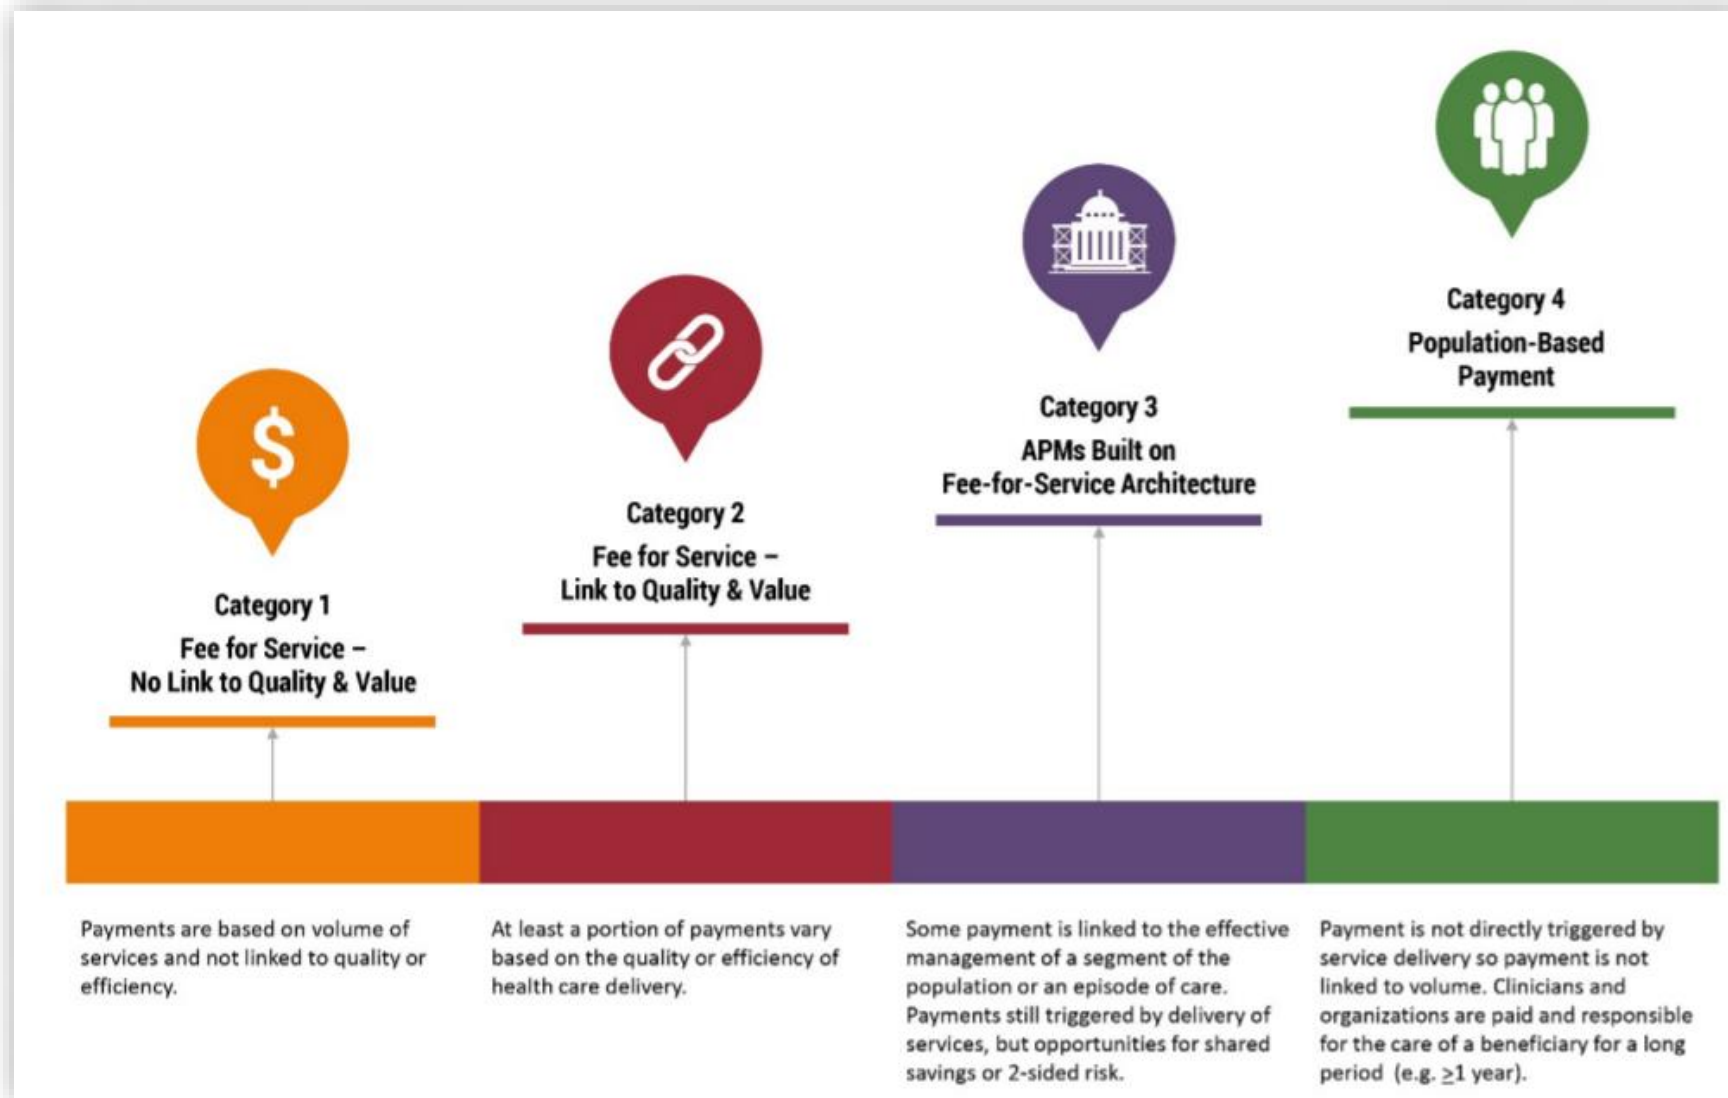 $
Category 1
Fee for Service –
No Link to Quality & Value
Category 2
Fee for Service –
Link to Quality & Value
Category 3
APMs Built on
Fee-for-Service Architecture
Category 4
Population-Based
Payment
Payments are based on volume of
services and not linked to quality or
efficiency.
At least a portion of payments vary
based on the quality or efficiency of
health care delivery.
Some payment is linked to the effective
management of a segment of the
population or an episode of care.
Payments still triggered by delivery of
services, but opportunities for shared
savings or 2-sided risk.
Payment is not directly triggered by
service delivery so payment is not
linked to volume. Clinicians and
organizations are paid and responsible
for the care of a beneficiary for a long
period (e.g. ≥1 year).